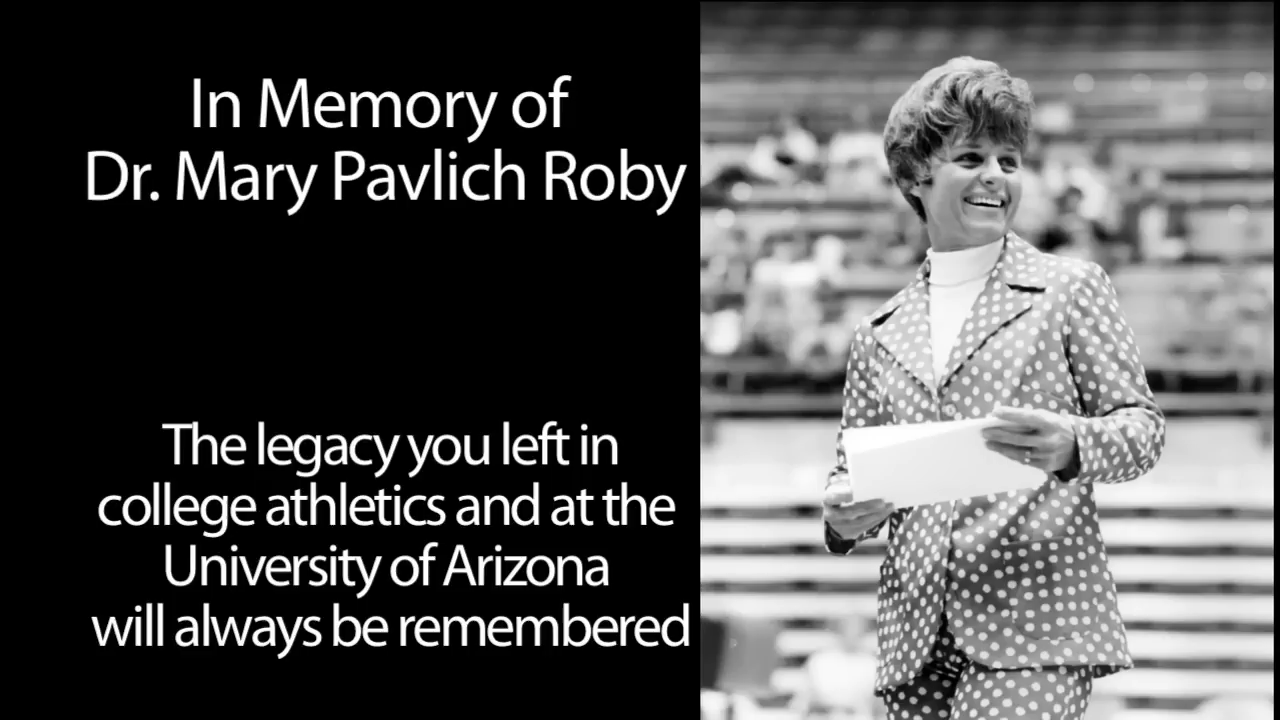 In Memory of
Dr. Mary Pavlich Roby
The legacy you left in
college athletics and at the
University of Arizona
will always be remembered